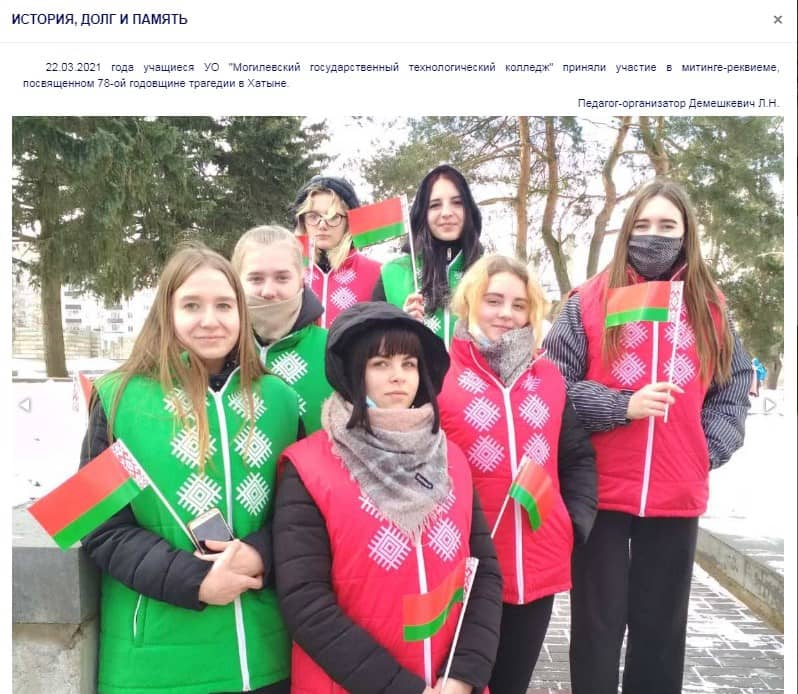 ИСТОРИЯ, ДОЛГ И ПАМЯТЬ
22.03.2021 года учащиеся УО "Могилевский государственный технологический колледж" приняли участие в митинге-реквиеме,
посвященном 78-ой годовщине трагедии в Хатыне.
Педагог-организатор Демешкевич Л.Н.